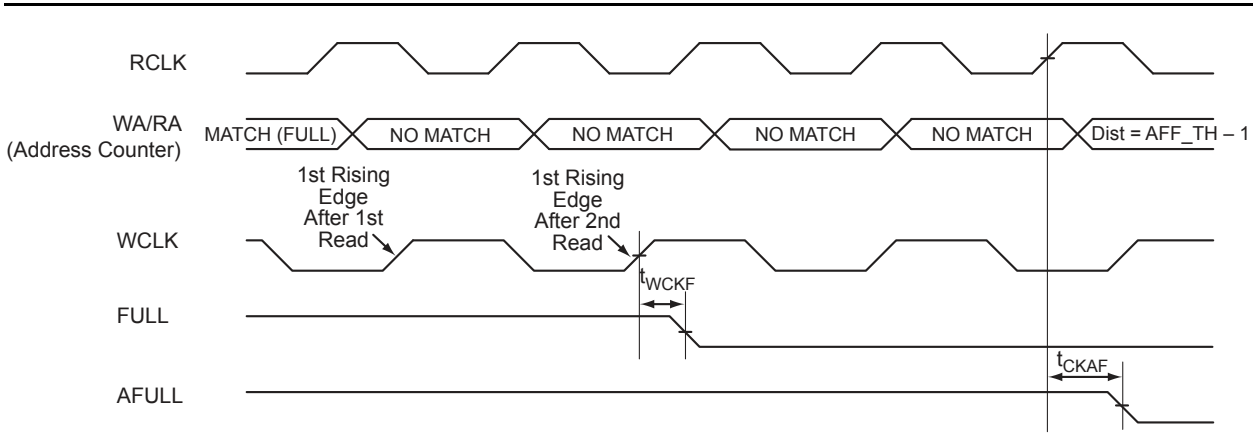 RCLK
WA/RA
(Address Counter)
MATCH (FULL)
NO MATCH
NO MATCH
NO MATCH
NO MATCH
Dist = AFF_TH – 1
1st Rising
Edge
After 1st
Read
1st Rising
Edge
After 2nd
Read
WCLK
tWCKF
FULL
tCKAF
AFULL